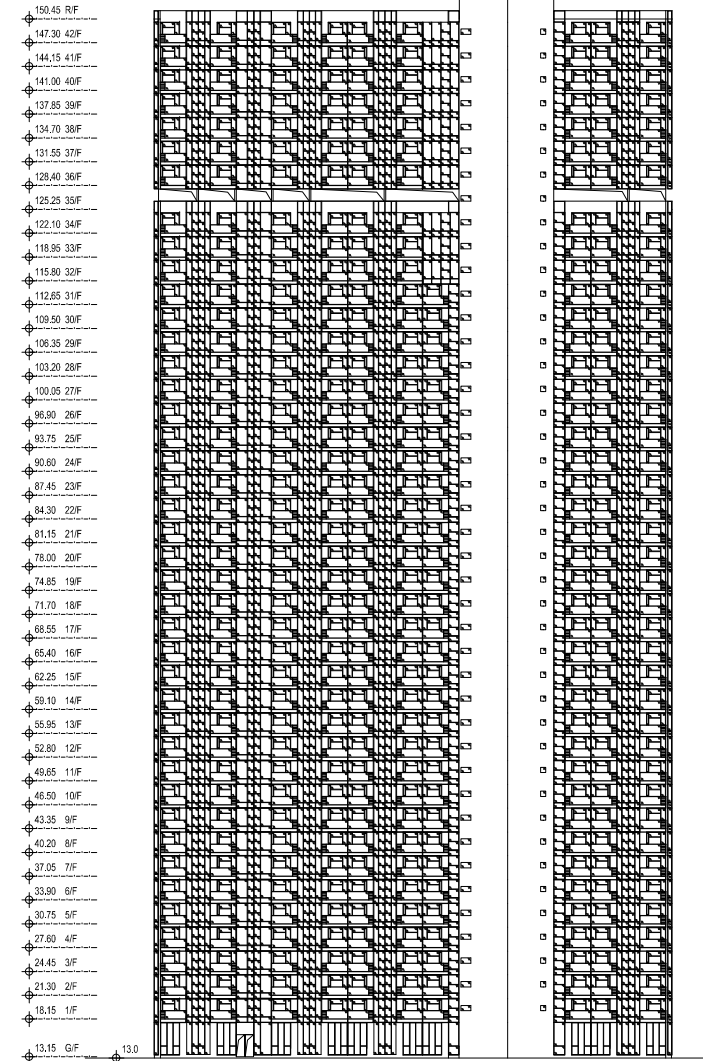 150.45 R/F
147.30 42/F
144.15 41/F
141.00 40/F
137.85 39/F
134.70 38/F
131.55 37/F
128.40 36/F
125.25 35/F
122.10 34/F
118.95 33/F
115.80 32/F
112.65 31/F
109.50 30/F
106.35 29/F
103.20 28/F
100.05 27/F
96.90 26/F
93.75 25/F
90.60 24/F
87.45 23/F
84.30 22/F
81.15 21/F
78.00 20/F
74.85 19/F
71.70 18/F
68.55 17/F
65.40 16/F
62.25 15/F
59.10 14/F
55.95 13/F
52.80 12/F
49.65 11/F
46.50 10/F
43.35 9/F
40.20 8/F
37.05 7/F
33.90 6/F
30.75 5/F
27.60 4/F
24.45 3/F
21.30 2/F
18.15 1/F
13.15 G/F 13.0